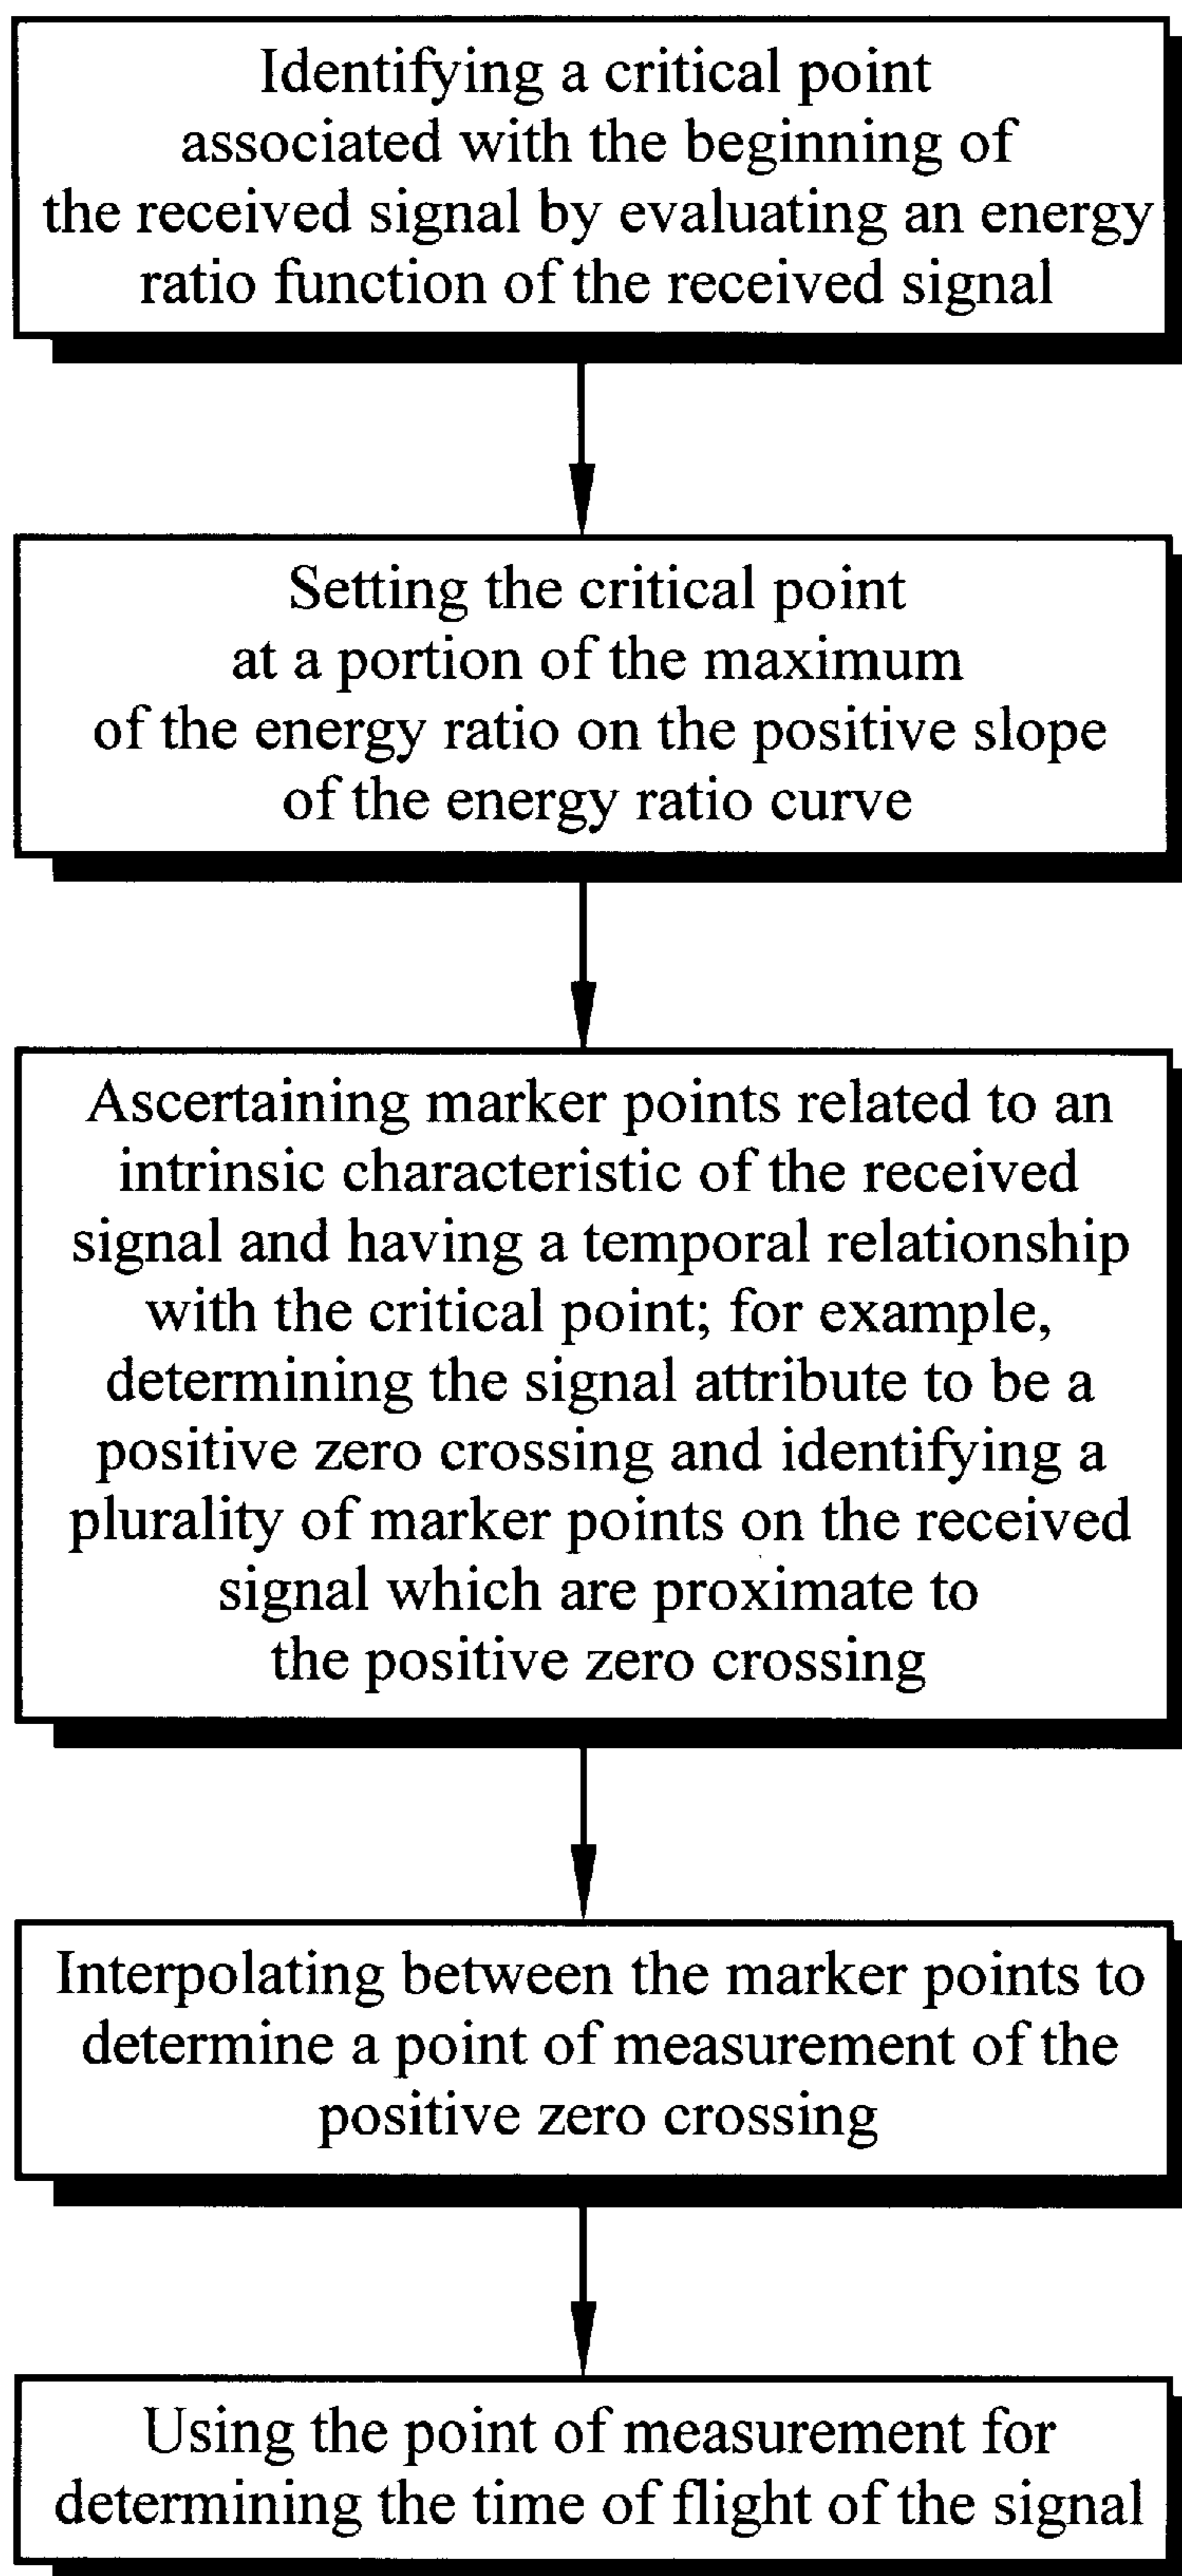 Identifying a critical point
associated with the beginning of
the received signal by evaluating an energy
ratio function of the received signal
Setting the critical point
at a portion of the maximum
of the energy ratio on the positive slope
of the energy ratio curve
Ascertaining marker points related to an
intrinsic characteristic of the received
signal and having a temporal relationship
with the critical point; for example,
determining the signal attribute to be a
positive zero crossing and identifying a
plurality of marker points on the received
signal which are proximate to
the positive zero crossing
Interpolating between the marker points to
determine a point of measurement of the
positive zero crossing
Using the point of measurement for
determining the time of flight of the signal